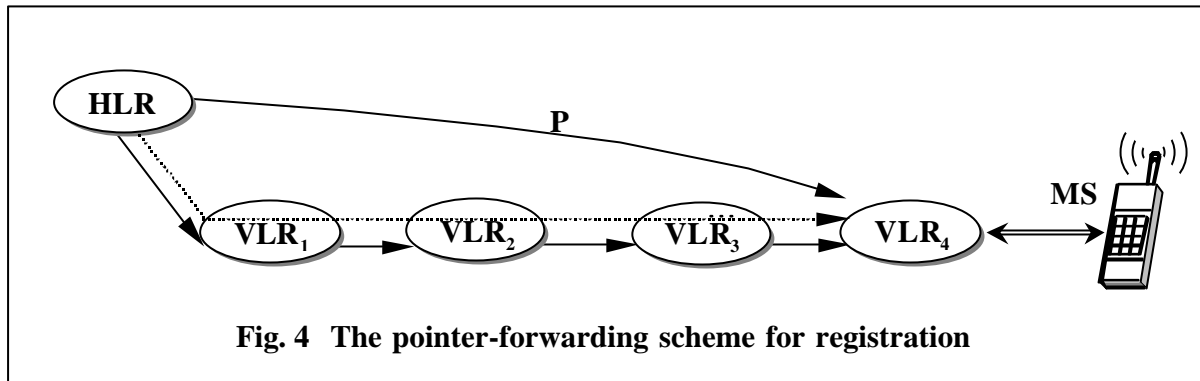 HLR
P
MS
VLR1 VLR2 VLR3 VLR4
...
Fig. 4 The pointer-forwarding scheme for registration